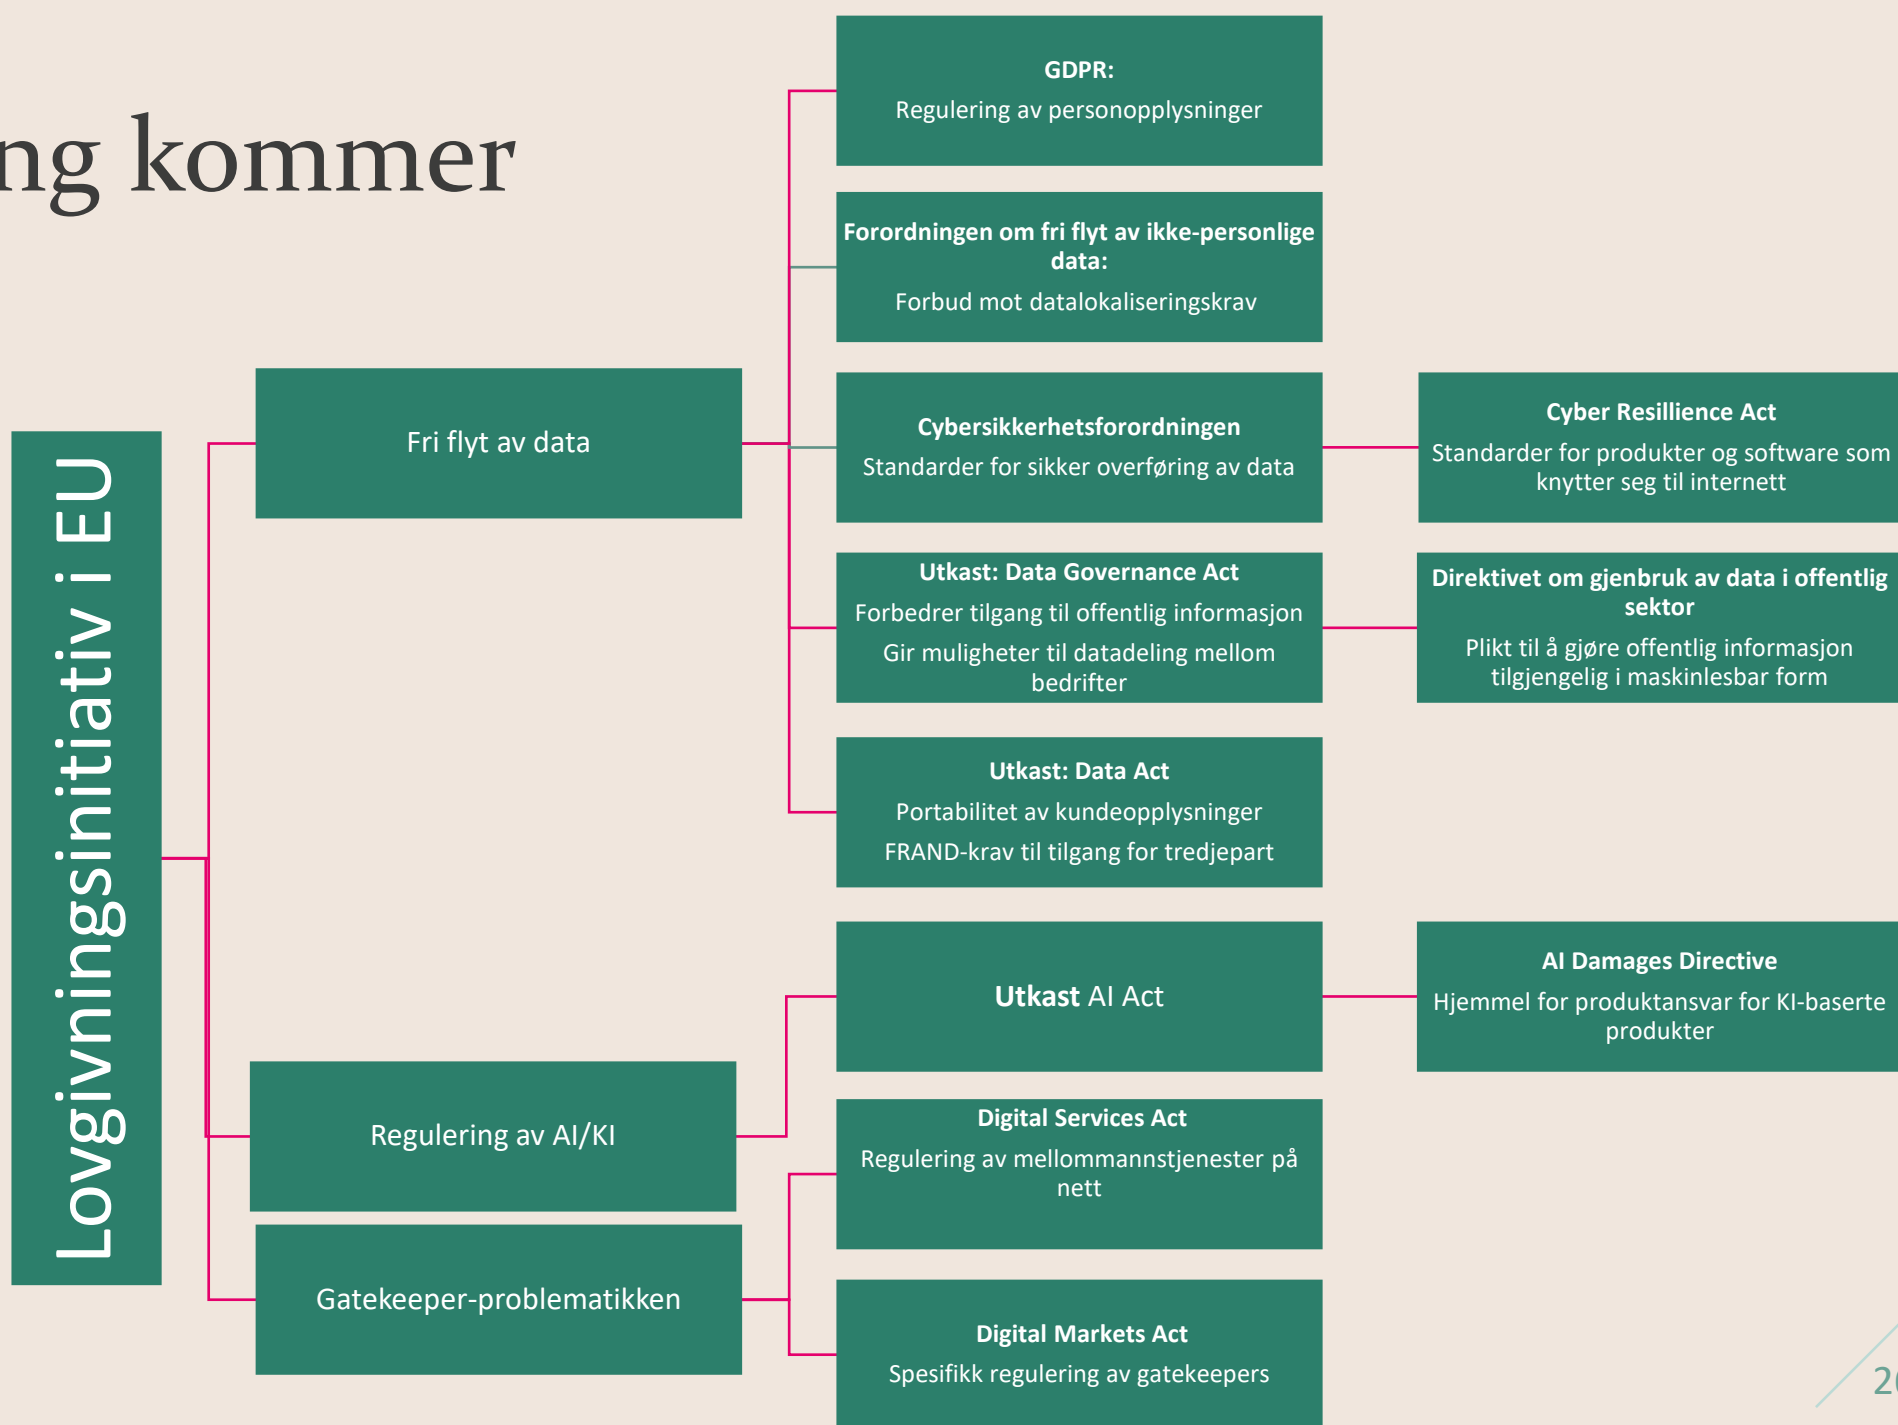 ng kommer
Lovgivningsinitiativ i EU
Fri flyt av data
Regulering av AI/KI
Gatekeeper-problematikken
GDPR:
Regulering av personopplysninger
Forordningen om fri flyt av ikke-personlige
data:
Forbud mot datalokaliseringskrav
Cybersikkerhetsforordningen
Standarder for sikker overføring av data
Cyber Resillience Act
Standarder for produkter og software som
knytter seg til internett
Utkast: Data Governance Act
Forbedrer tilgang til offentlig informasjon
Gir muligheter til datadeling mellom
bedrifter
Direktivet om gjenbruk av data i offentlig
sektor
Plikt til å gjøre offentlig informasjon
tilgjengelig i maskinlesbar form
Utkast: Data Act
Portabilitet av kundeopplysninger
FRAND-krav til tilgang for tredjepart
Utkast AI Act
AI Damages Directive
Hjemmel for produktansvar for KI-baserte
produkter
Digital Services Act
Regulering av mellommannstjenester på
nett
Digital Markets Act
Spesifikk regulering av gatekeepers